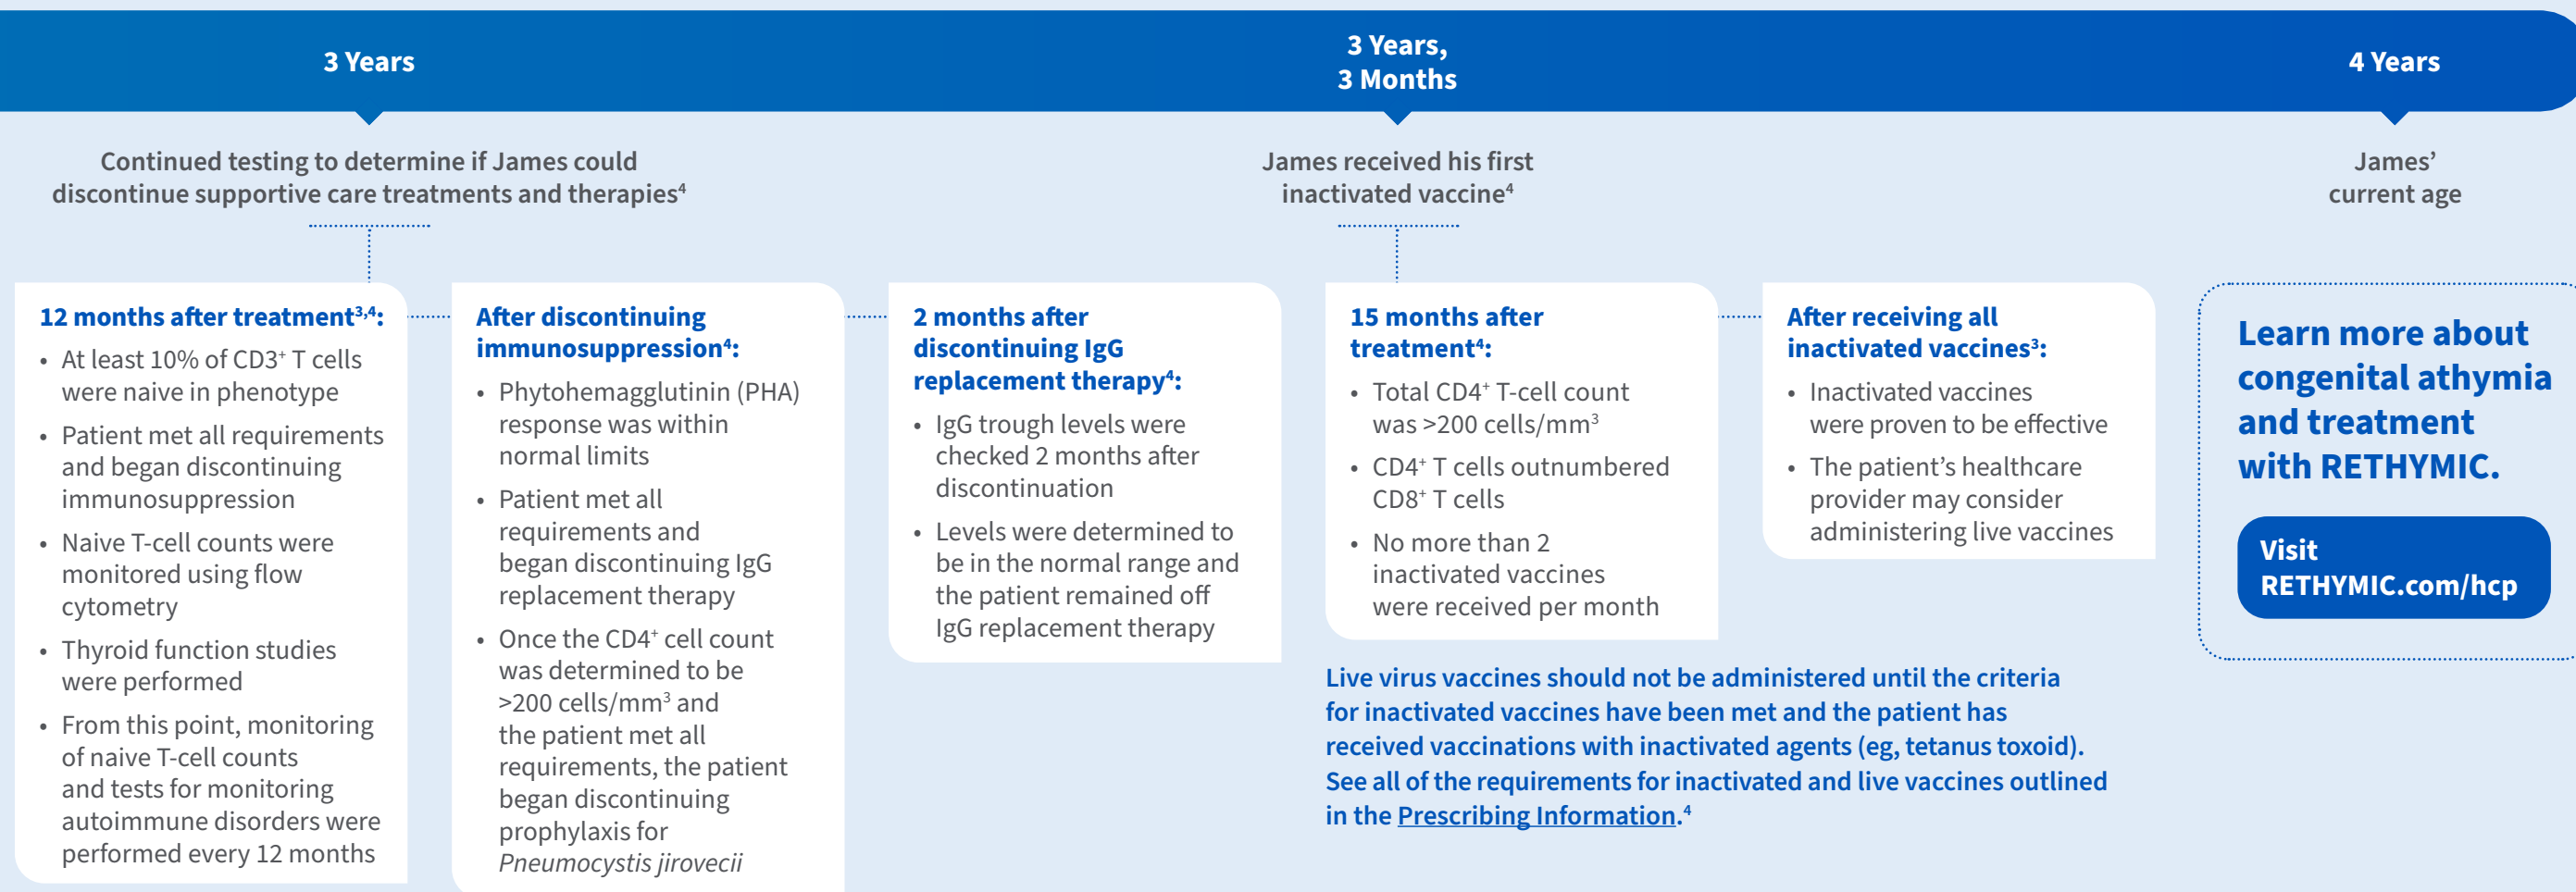 3 Years
3 Years,
3 Months
4 Years
Continued testing to determine if James could
discontinue supportive care treatments and therapies⁴
James received his first
inactivated vaccine⁴
James’
current age
12 months after treatment³,⁴:
• At least 10% of CD3⁺ T cells
were naive in phenotype
• Patient met all requirements
and began discontinuing
immunosuppression
• Naive T-cell counts were
monitored using flow
cytometry
• Thyroid function studies
were performed
• From this point, monitoring
of naive T-cell counts
and tests for monitoring
autoimmune disorders were
performed every 12 months
After discontinuing
immunosuppression⁴:
• Phytohemagglutinin (PHA)
response was within
normal limits
• Patient met all
requirements and
began discontinuing IgG
replacement therapy
• Once the CD4⁺ cell count
was determined to be
>200 cells/mm³ and
the patient met all
requirements, the patient
began discontinuing
prophylaxis for
Pneumocystis jirovecii
2 months after
discontinuing IgG
replacement therapy⁴:
• IgG trough levels were
checked 2 months after
discontinuation
• Levels were determined to
be in the normal range and
the patient remained off
IgG replacement therapy
15 months after
treatment⁴:
• Total CD4⁺ T-cell count
was >200 cells/mm³
• CD4⁺ T cells outnumbered
CD8⁺ T cells
• No more than 2
inactivated vaccines
were received per month
After receiving all
inactivated vaccines³:
• Inactivated vaccines
were proven to be effective
• The patient’s healthcare
provider may consider
administering live vaccines
Live virus vaccines should not be administered until the criteria
for inactivated vaccines have been met and the patient has
received vaccinations with inactivated agents (eg, tetanus toxoid).
See all of the requirements for inactivated and live vaccines outlined
in the Prescribing Information.⁴
Learn more about
congenital athymia
and treatment
with RETHYMIC.
Visit
RETHYMIC.com/hcp